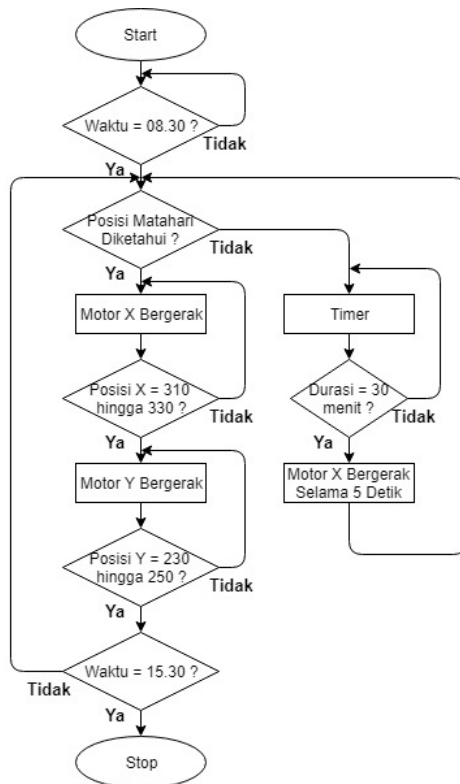 Start
Waktu = 08.30 ?
Tidak
Ya
Posisi Matahari
Diketahui ?
Tidak
Ya
Motor X Bergerak
Timer
Posisi X = 310
hingga 330 ?
Tidak
Ya
Durasi = 30
menit ?
Tidak
Ya
Motor Y Bergerak
Motor X Bergerak
Selama 5 Detik
Posisi Y = 230
hingga 250 ?
Tidak
Ya
Waktu = 15.30 ?
Tidak
Ya
Stop